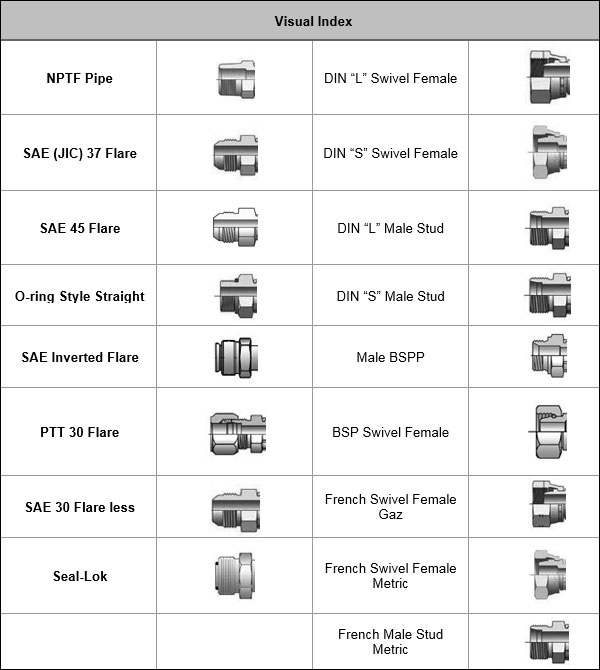 Visual Index
NPTF Pipe
DIN “L” Swivel Female
SAE (JIC) 37 Flare
DIN “S” Swivel Female
SAE 45 Flare
DIN “L” Male Stud
O-ring Style Straight
DIN “S” Male Stud
SAE Inverted Flare
Male BSPP
PTT 30 Flare
BSP Swivel Female
SAE 30 Flare less
French Swivel Female
Gaz
Seal-Lok
French Swivel Female
Metric
French Male Stud
Metric